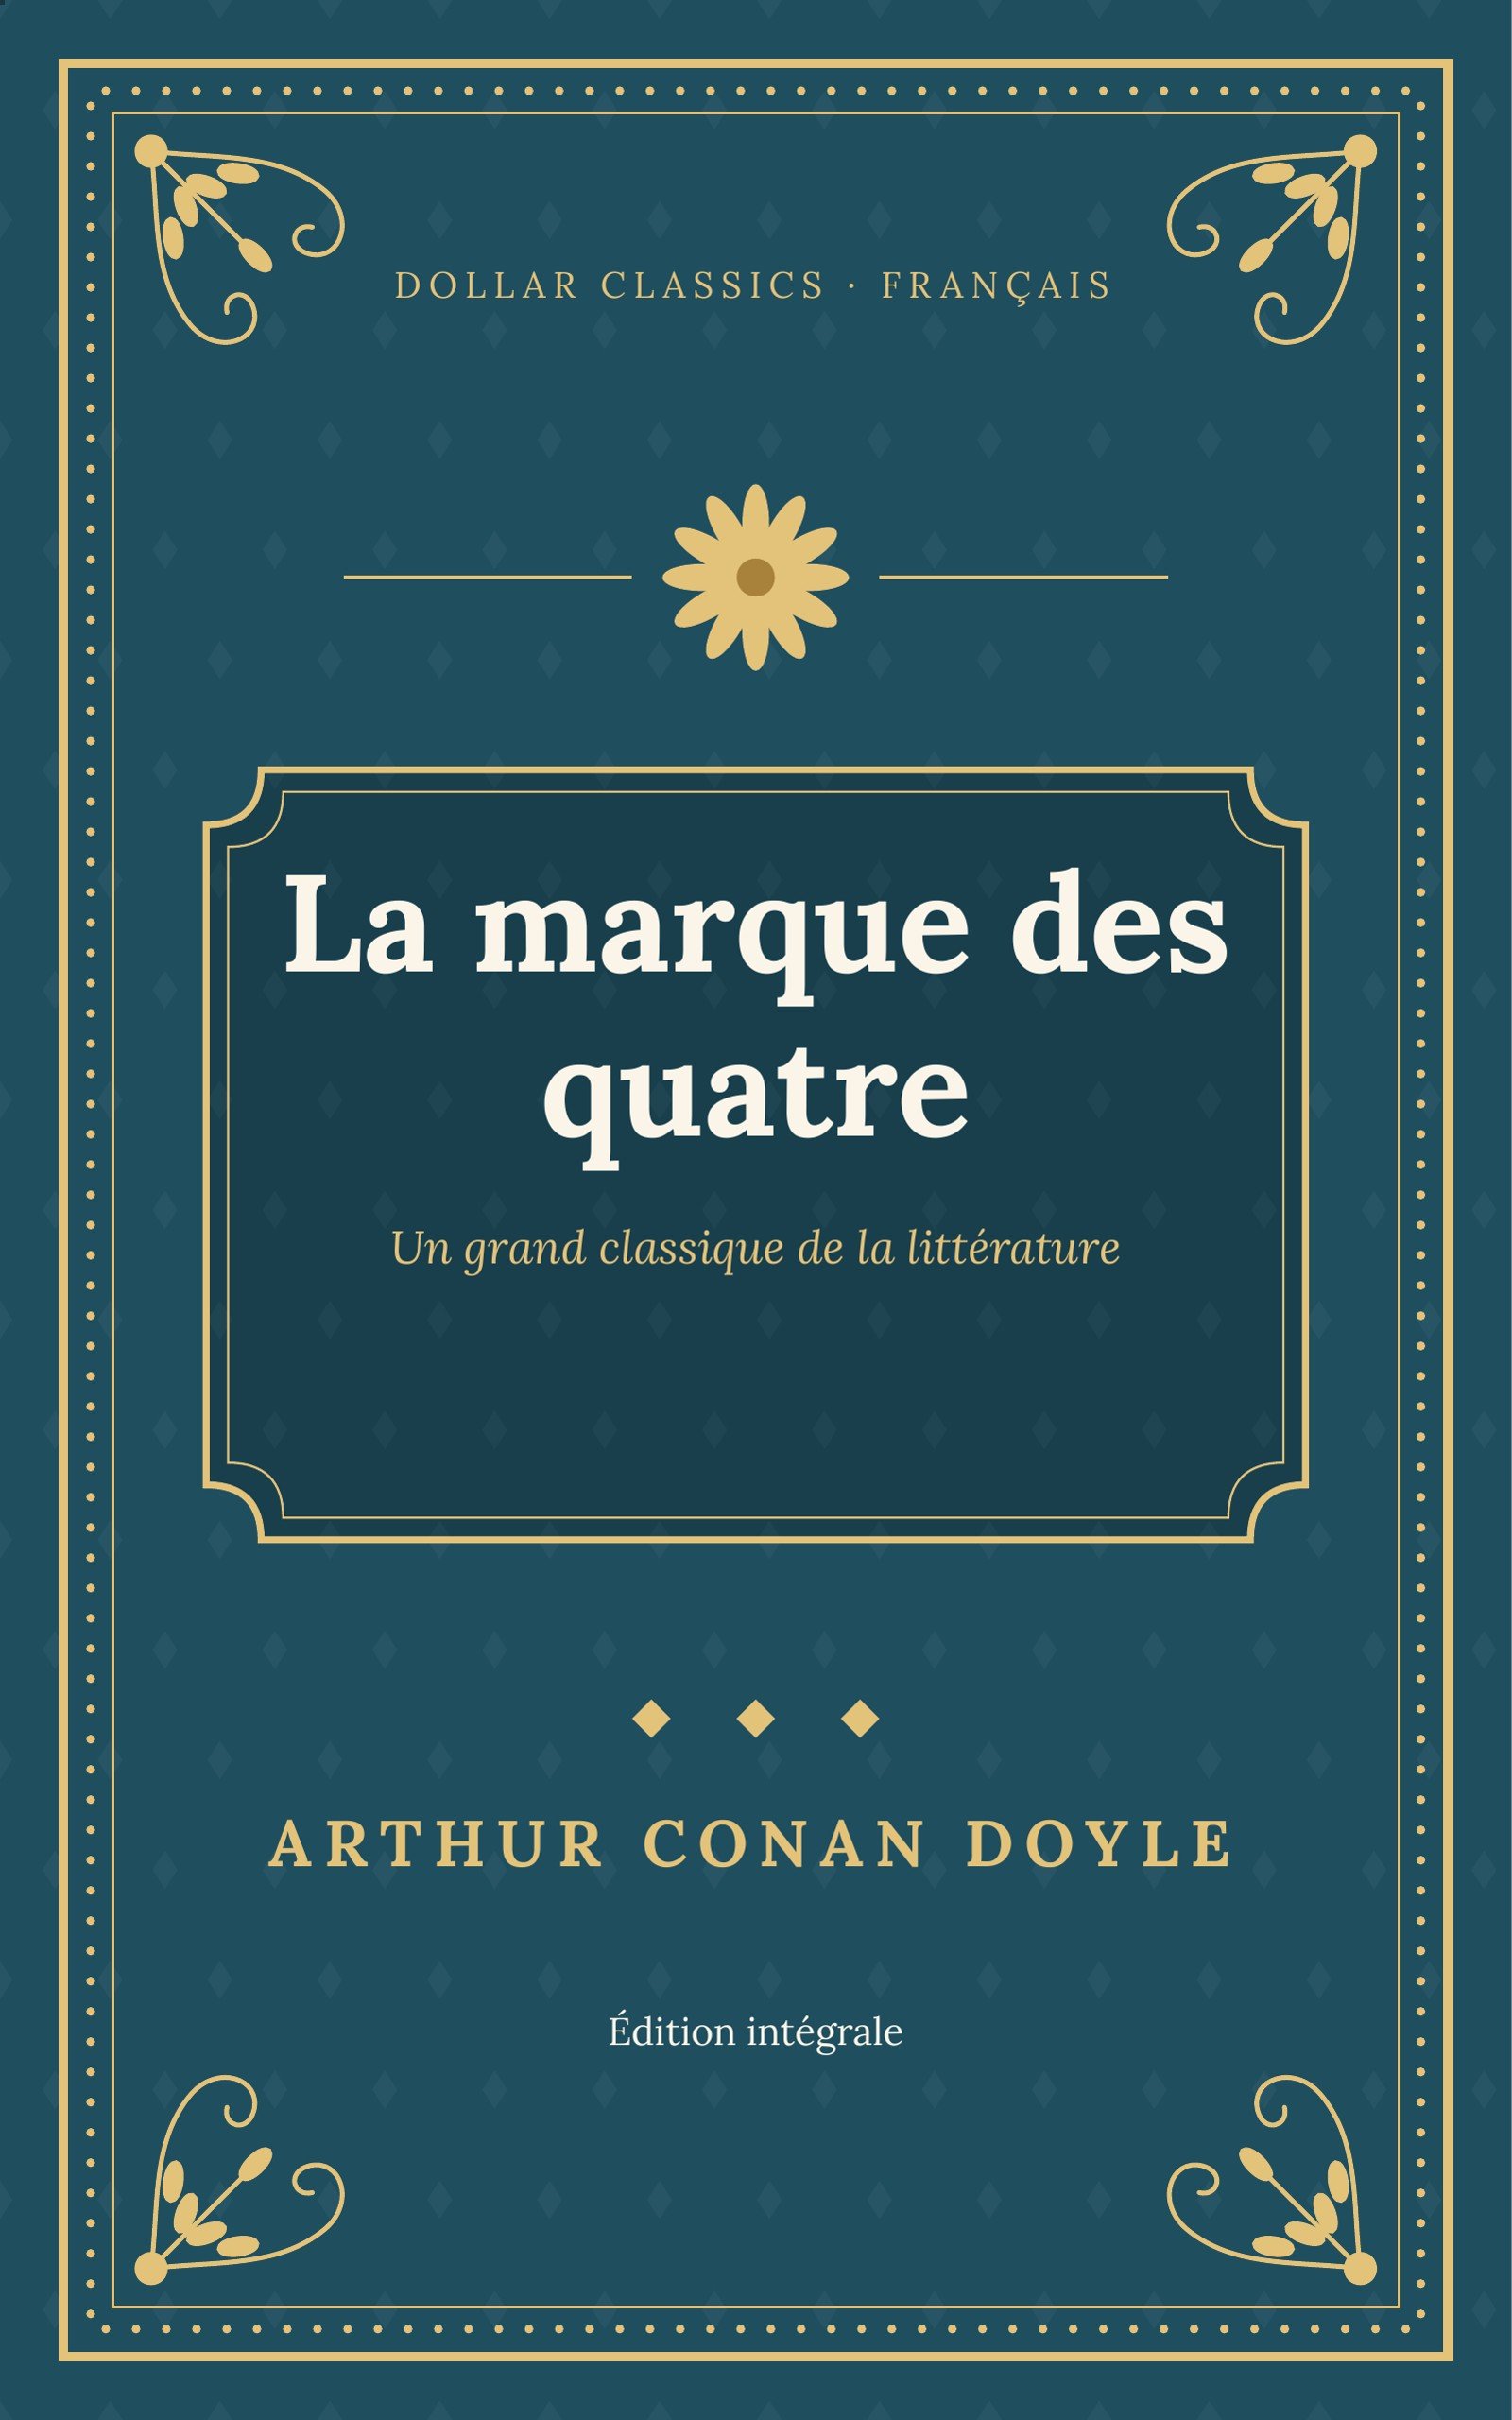 DOLLAR CLASSICS · FRANÇAIS
La marque des
quatre
Un grand classique de la littérature
ARTHUR CONAN DOYLE
Édition intégrale